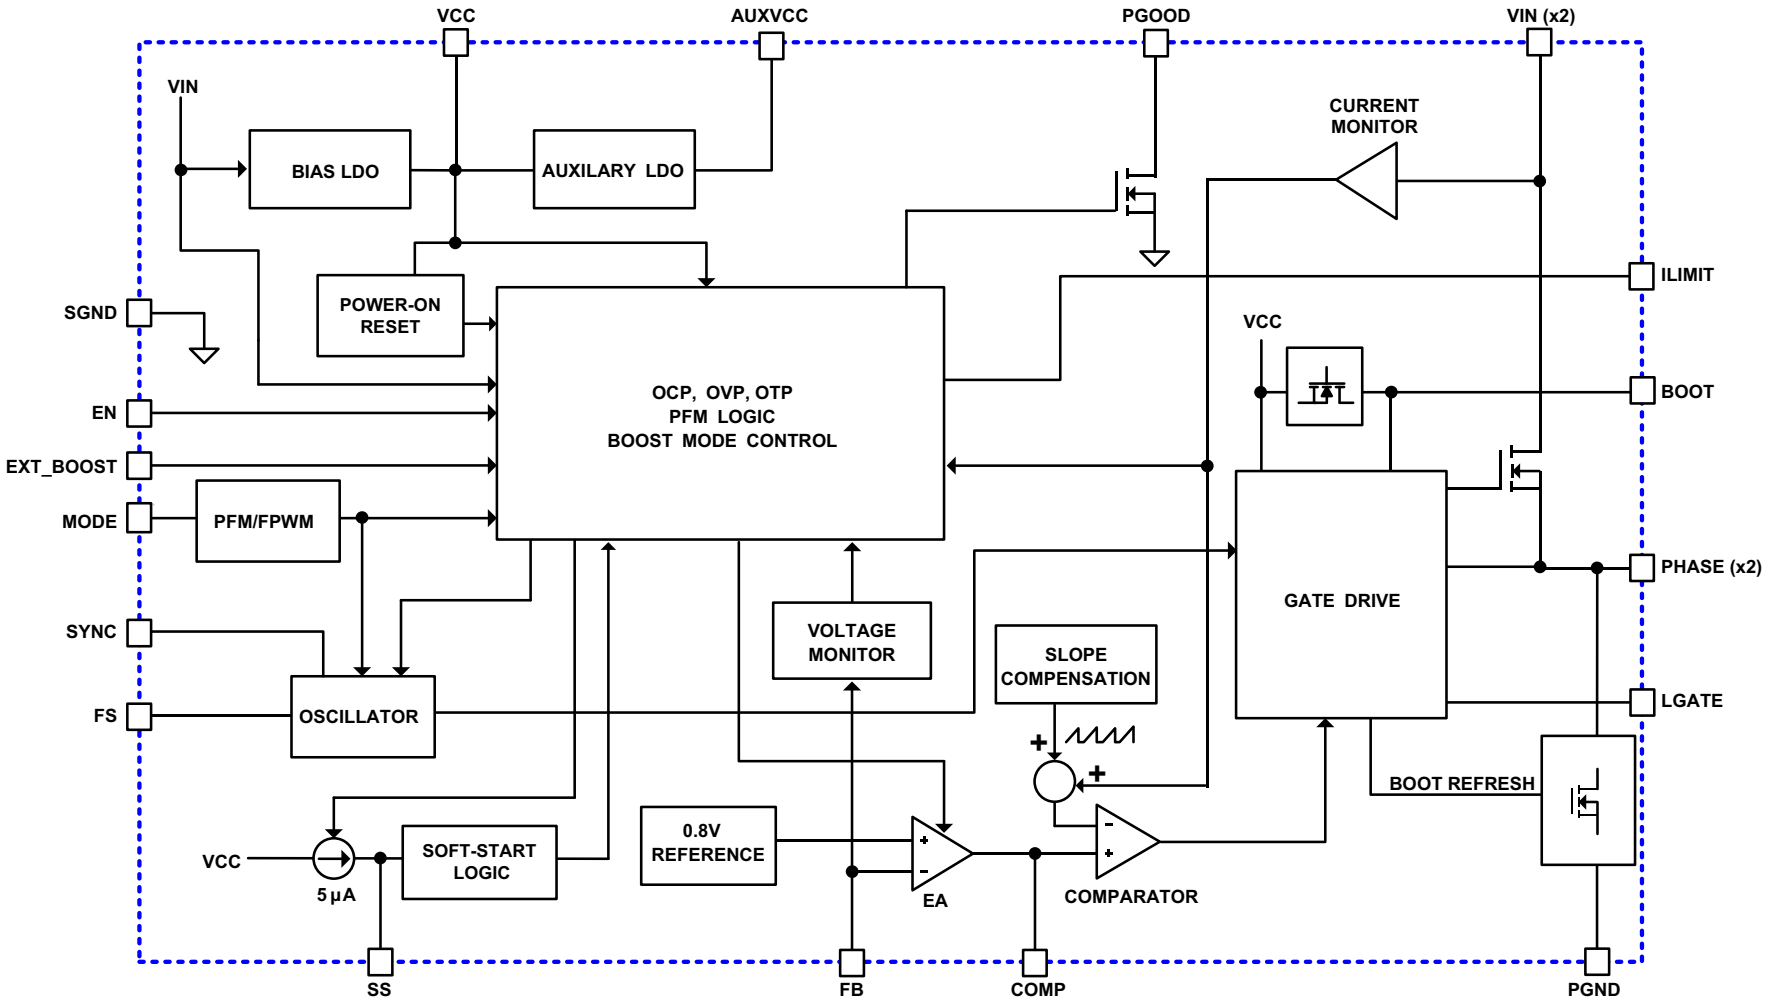 VCC
AUXVCC
PGOOD
VIN (x2)
VIN
CURRENT
MONITOR
BIAS LDO
AUXILARY LDO
ILIMIT
SGND
POWER-ON
RESET
VCC
OCP, OVP, OTP
PFM LOGIC
BOOST MODE CONTROL
BOOT
EN
EXT_BOOST
MODE
PFM/FPWM
PHASE (x2)
GATE DRIVE
SYNC
VOLTAGE
MONITOR
SLOPE
COMPENSATION
FS
OSCILLATOR
LGATE
+
+
BOOT REFRESH
0.8V
REFERENCE
+
-
EA
-
+
COMPARATOR
VCC
5 µA
SOFT-START
LOGIC
SS
FB
COMP
PGND